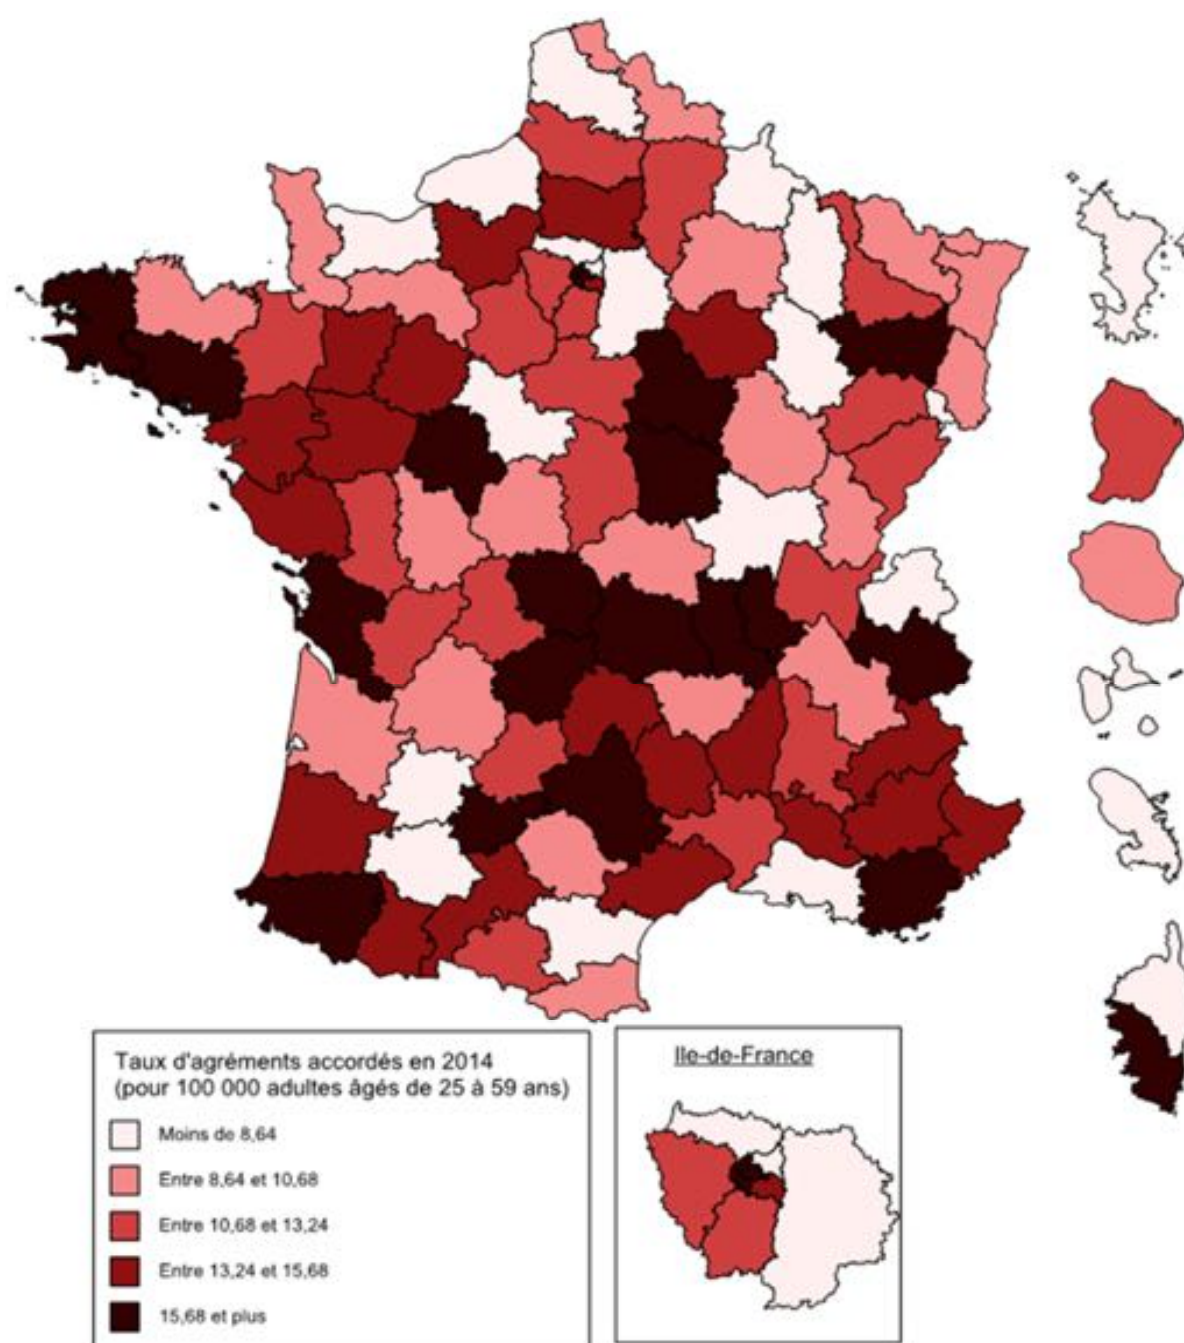 Taux d'agréments accordés en 2014
(pour 100 000 adultes âgés de 25 à 59 ans)
Moins de 8,64
Entre 8,64 et 10,68
Entre 10,68 et 13,24
Entre 13,24 et 15,68
15,68 et plus
Ile-de-France